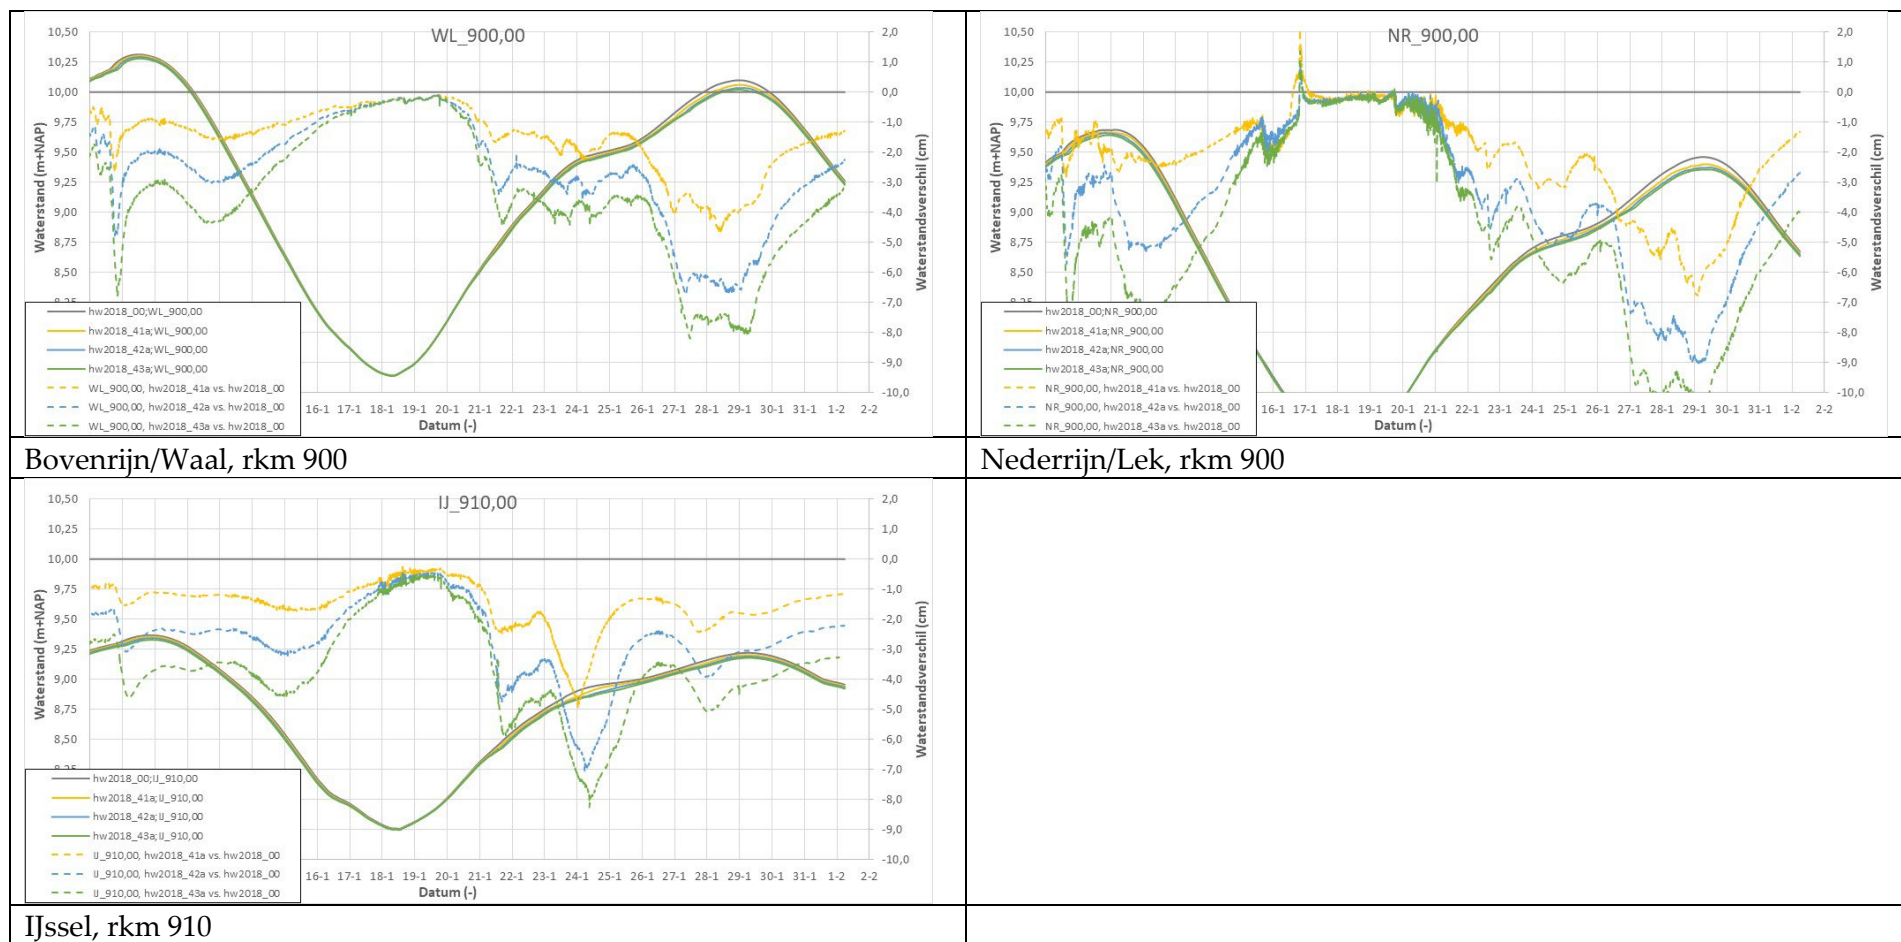 WL_900,00
10,50
10,25
10,00
9,75
9,50
9,25
9,00
8,75
8,50
8,25
2,0
1,0
0,0
-1,0
-2,0
-3,0
-4,0
-5,0
-6,0
-7,0
-8,0
-9,0
-10,0
Waterstand (m+NAP)
Waterstandsverschil (cm)
hw2018_00;WL_900,00
hw2018_41a;WL_900,00
hw2018_42a;WL_900,00
hw2018_43a;WL_900,00
WL_900,00, hw2018_41a vs. hw2018_00
WL_900,00, hw2018_42a vs. hw2018_00
WL_900,00, hw2018_43a vs. hw2018_00
16-1 17-1 18-1 19-1 20-1 21-1 22-1 23-1 24-1 25-1 26-1 27-1 28-1 29-1 30-1 31-1 1-2 2-2
Datum (-)
Bovenrijn/Waal, rkm 900
NR_900,00
10,50
10,25
10,00
9,75
9,50
9,25
9,00
8,75
8,50
8,25
2,0
1,0
0,0
-1,0
-2,0
-3,0
-4,0
-5,0
-6,0
-7,0
-8,0
-9,0
-10,0
Waterstand (m+NAP)
Waterstandsverschil (cm)
hw2018_00;NR_900,00
hw2018_41a;NR_900,00
hw2018_42a;NR_900,00
hw2018_43a;NR_900,00
NR_900,00, hw2018_41a vs. hw2018_00
NR_900,00, hw2018_42a vs. hw2018_00
NR_900,00, hw2018_43a vs. hw2018_00
16-1 17-1 18-1 19-1 20-1 21-1 22-1 23-1 24-1 25-1 26-1 27-1 28-1 29-1 30-1 31-1 1-2 2-2
Datum (-)
Nederrijn/Lek, rkm 900
IJ_910,00
10,50
10,25
10,00
9,75
9,50
9,25
9,00
8,75
8,50
8,25
2,0
1,0
0,0
-1,0
-2,0
-3,0
-4,0
-5,0
-6,0
-7,0
-8,0
-9,0
-10,0
Waterstand (m+NAP)
Waterstandsverschil (cm)
hw2018_00;IJ_910,00
hw2018_41a;IJ_910,00
hw2018_42a;IJ_910,00
hw2018_43a;IJ_910,00
IJ_910,00, hw2018_41a vs. hw2018_00
IJ_910,00, hw2018_42a vs. hw2018_00
IJ_910,00, hw2018_43a vs. hw2018_00
16-1 17-1 18-1 19-1 20-1 21-1 22-1 23-1 24-1 25-1 26-1 27-1 28-1 29-1 30-1 31-1 1-2 2-2
Datum (-)
IJssel, rkm 910